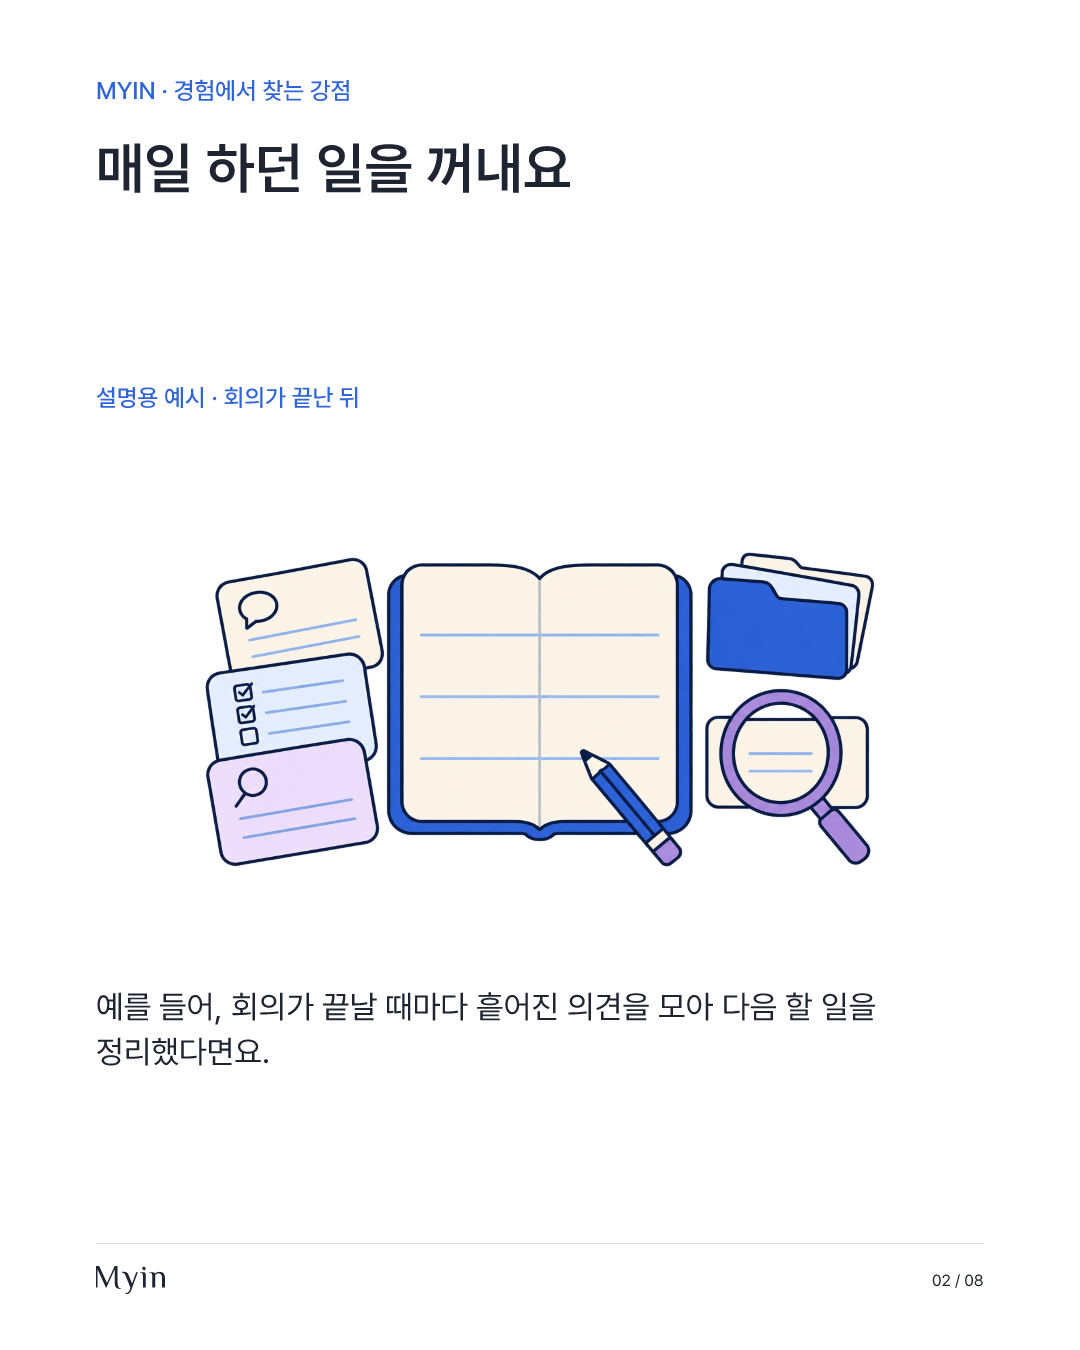 MYIN · 경험에서 찾는 강점
매일 하던 일을 꺼내요
설명용 예시 · 회의가 끝난 뒤
예를 들어, 회의가 끝날 때마다 흩어진 의견을 모아 다음 할 일을
정리했다면요.
Myin
02 / 08